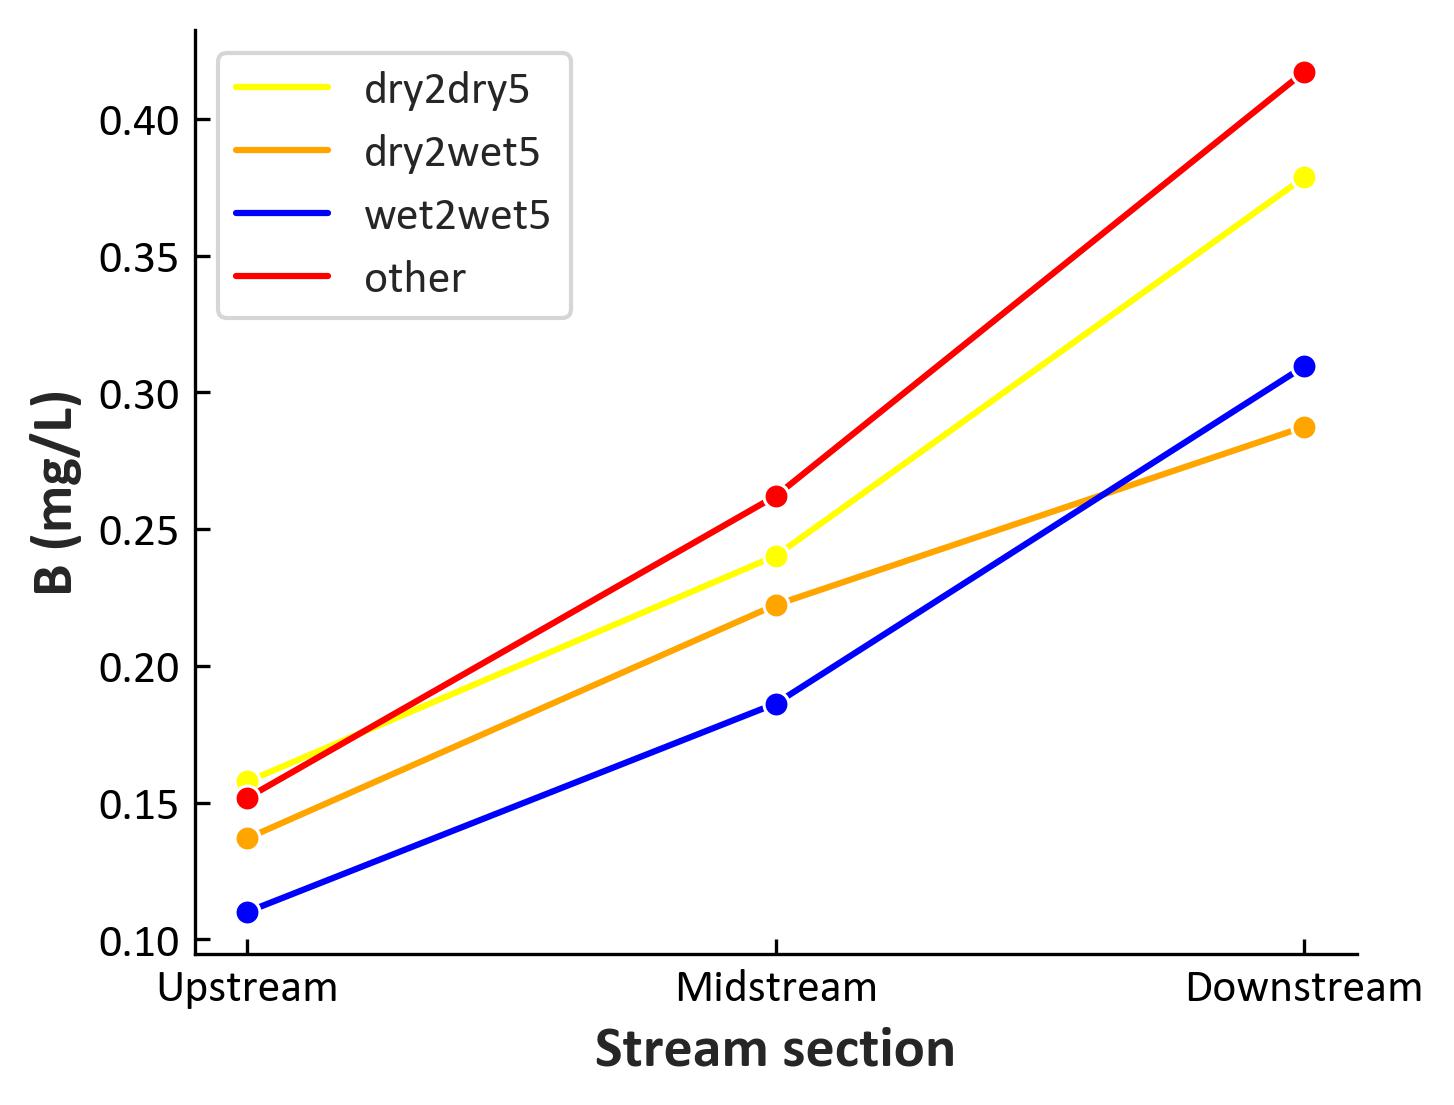 dry2dry5
dry2wet5
wet2wet5
other
0.40
0.35
0.30
0.25
0.20
0.15
0.10
B (mg/L)
Upstream Midstream Downstream
Stream section